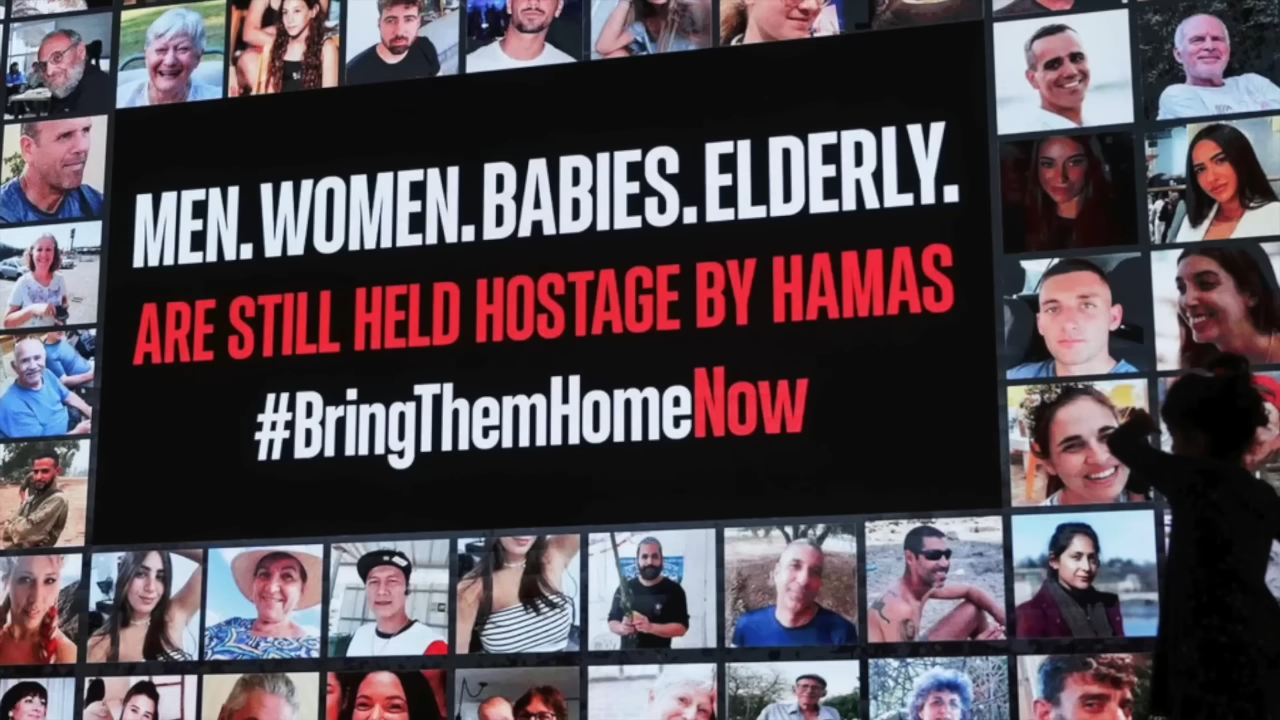 MEN. WOMEN. BABIES. ELDERLY.
ARE STILL HELD HOSTAGE BY HAMAS
#BringThemHomeNow